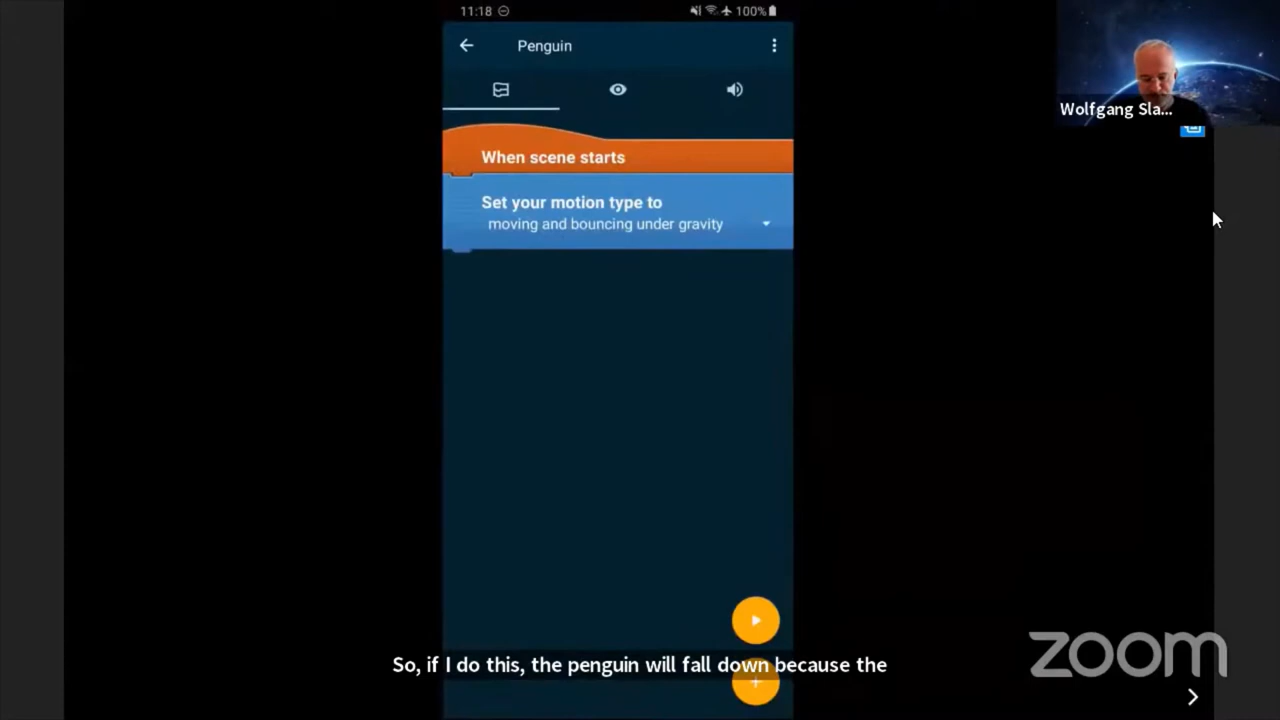 11:18
100%
Penguin
Wolfgang Sla...
When scene starts
Set your motion type to
moving and bouncing under gravity
So, if I do this, the penguin will fall down because the
zoom